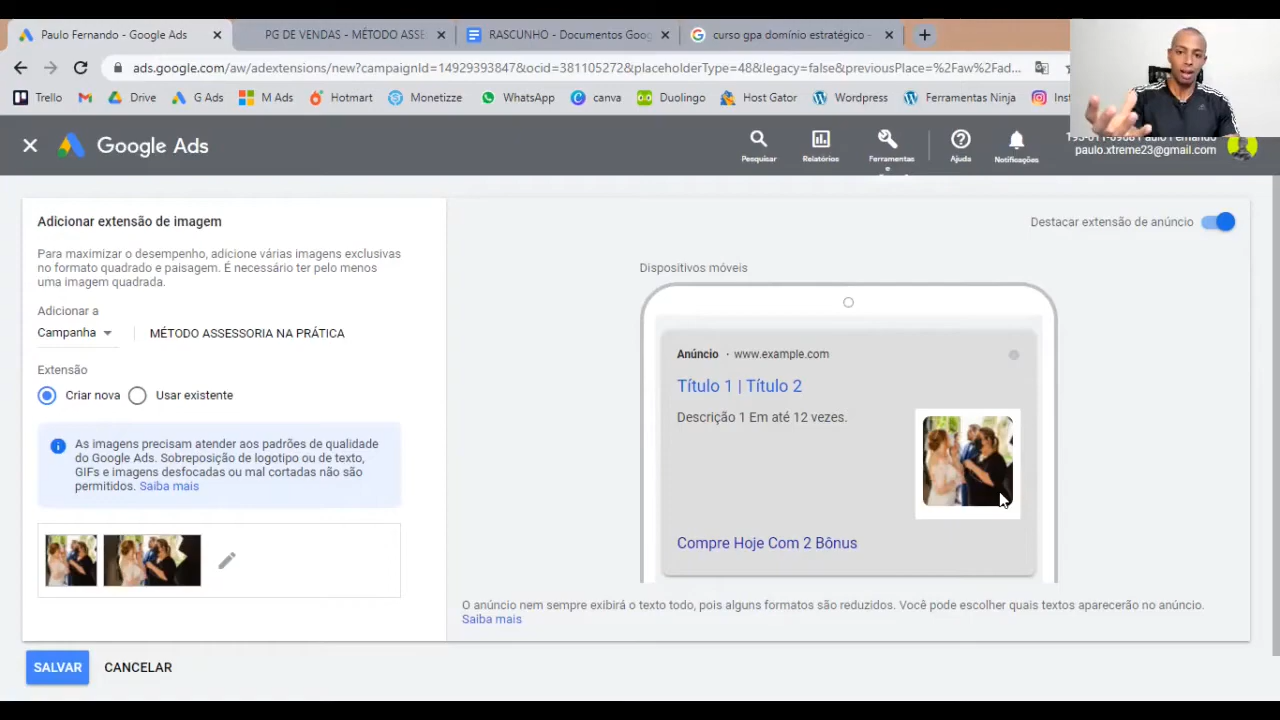 Paulo Fernando - Google Ads
PG DE VENDAS - MÉTODO ASSE
RASCUNHO - Documentos Goog
curso gpa domínio estratégico -
ads.google.com/aw/adextensions/new?campaignId=14929359847&ocid=381105272&placeholderType=48&legacy=false&previousPlace=%2Faw%2Fad...
Trello
Drive
G Ads
M Ads
Hotmart
Monetizze
WhatsApp
canva
Duolingo
Host Gator
Wordpress
Ferramentas Ninja
Google Ads
Pesquisar
Relatórios
Ferramentas
e
Ajuda
Notificações
Paulo Fernando
paulo.xtreme23@gmail.com
Adicionar extensão de imagem
Para maximizar o desempenho, adicione várias imagens exclusivas
no formato quadrado e paisagem. É necessário ter pelo menos
uma imagem quadrada.
Adicionar a
Campanha
MÉTODO ASSESSORIA NA PRÁTICA
Extensão
Criar nova
Usar existente
As imagens precisam atender aos padrões de qualidade
do Google Ads. Sobreposição de logotipo ou de texto,
GIFs e imagens desfocadas ou mal cortadas não são
permitidos. Saiba mais
SALVAR
CANCELAR
Destacar extensão de anúncio
Dispositivos móveis
Anúncio · www.example.com
Título 1 | Título 2
Descrição 1 Em até 12 vezes.
Compre Hoje Com 2 Bônus
O anúncio nem sempre exibirá o texto todo, pois alguns formatos são reduzidos. Você pode escolher quais textos aparecerão no anúncio.
Saiba mais